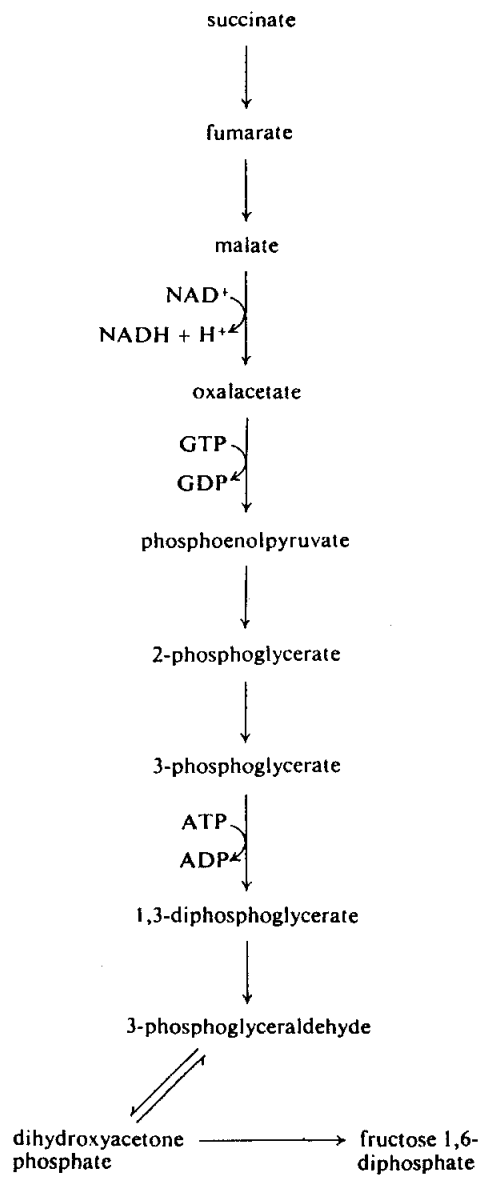 succinate
fumarate
malate
NAD⁺
NADH + H⁺
oxalacetate
GTP
GDP
phosphoenolpyruvate
2-phosphoglycerate
3-phosphoglycerate
ATP
ADP
1,3-diphosphoglycerate
3-phosphoglyceraldehyde
dihydroxyacetone
phosphate
fructose 1,6-
diphosphate